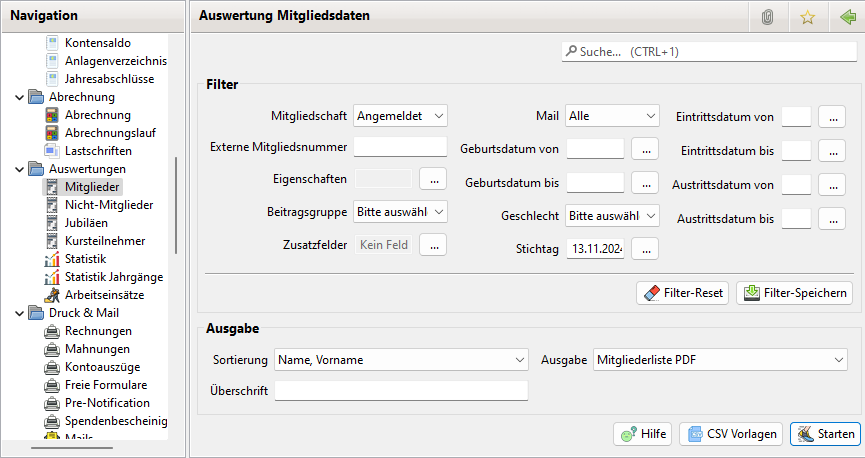 Navigation
Kontensaldo
Anlagenverzeichnis
Jahresabschlüsse
Abrechnung
Abrechnung
Abrechnungslauf
Lastschriften
Auswertungen
Mitglieder
Nicht-Mitglieder
Jubiläen
Kursteilnehmer
Statistik
Statistik Jahrgänge
Arbeitseinsätze
Druck & Mail
Rechnungen
Mahnungen
Kontoauszüge
Freie Formulare
Pre-Notification
Spendenbescheinig
Mails
Auswertung Mitgliedsdaten
Suche... (CTRL+1)
Filter
Mitgliedschaft Angemeldet Mail Alle Eintrittsdatum von ...
Externe Mitgliedsnummer Geburtsdatum von ... Eintrittsdatum bis ...
Eigenschaften ... Geburtsdatum bis ... Austrittsdatum von ...
Beitragsgruppe Bitte auswähl Geschlecht Bitte auswähl Austrittsdatum bis ...
Zusatzfelder Kein Feld ... Stichtag 13.11.2024 ...
Filter-Reset Filter-Speichern
Ausgabe
Sortierung Name, Vorname Ausgabe Mitgliederliste PDF
Überschrift
Hilfe CSV Vorlagen Starten